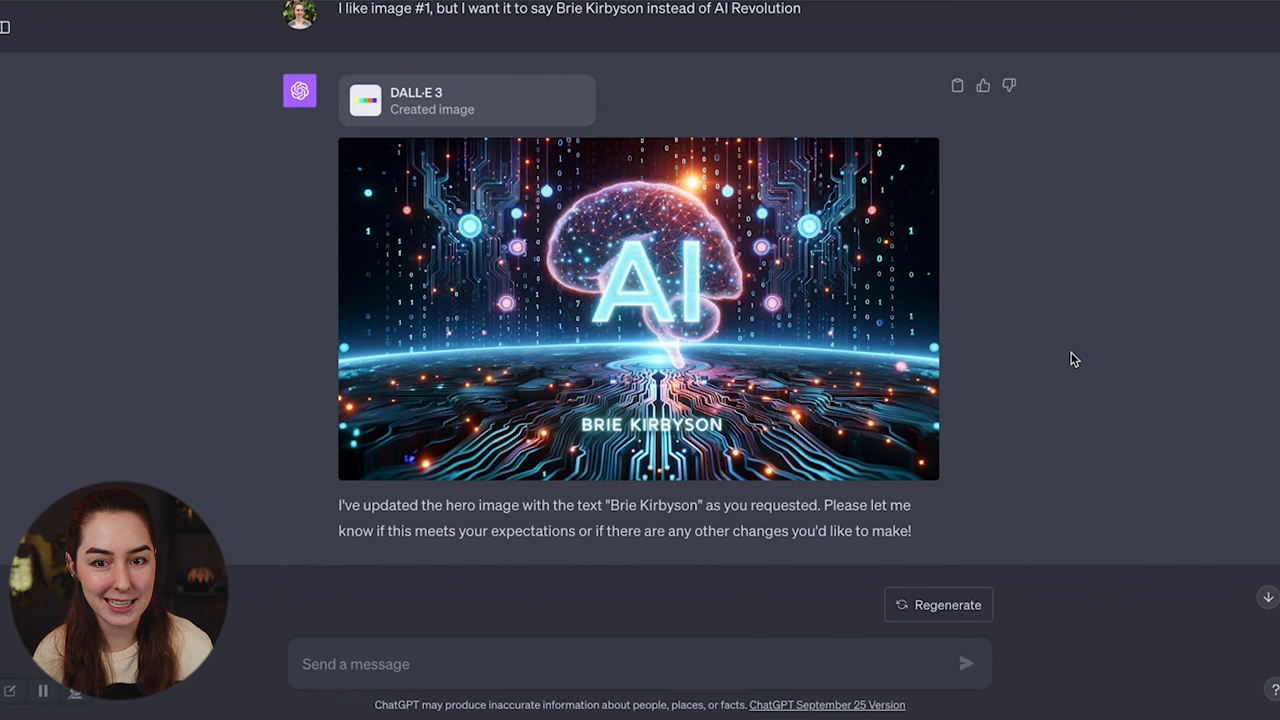 I like image #1, but I want it to say Brie Kirbyson instead of AI Revolution
DALL·E 3
Created image
AI
BRIE KIRBYSON
I've updated the hero image with the text "Brie Kirbyson" as you requested. Please let me
know if this meets your expectations or if there are any other changes you'd like to make!
Regenerate
Send a message
ChatGPT may produce inaccurate information about people, places, or facts. ChatGPT September 25 Version
?